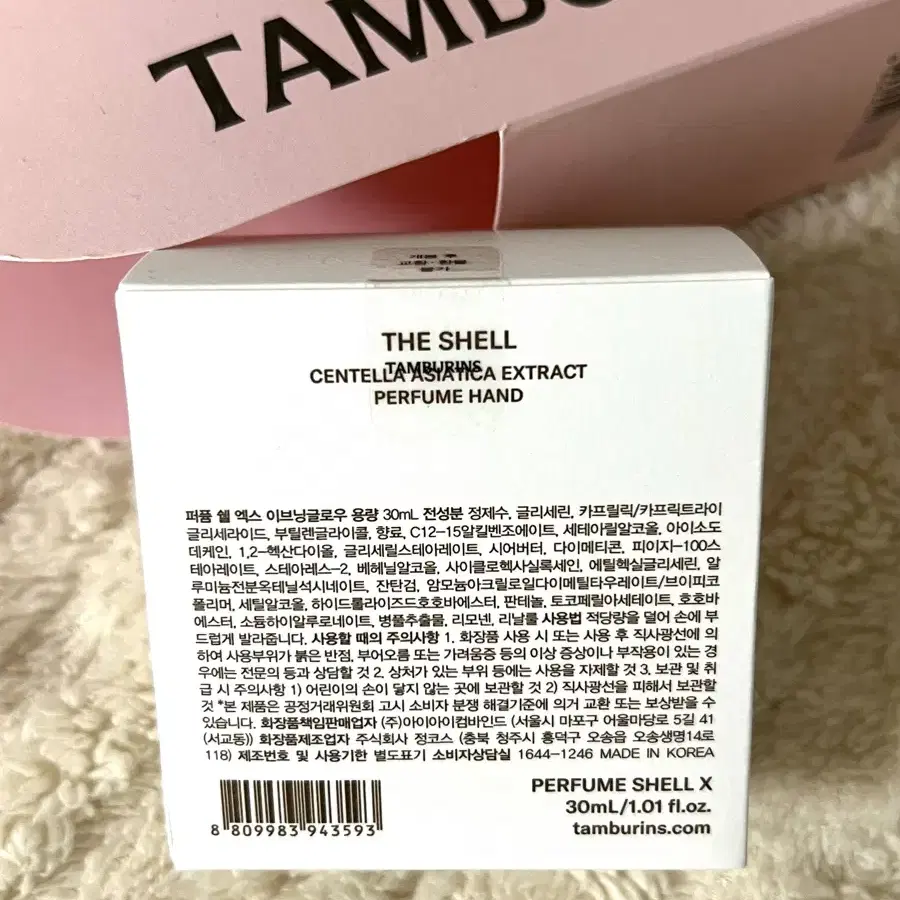 TAMBU
개봉 후
교환·환불
불가
THE SHELL
TAMBURINS
CENTELLA ASIATICA EXTRACT
PERFUME HAND
퍼퓸 쉘 엑스 이브닝글로우 용량 30mL 전성분 정제수, 글리세린, 카프릴릭/카프릭트라이
글리세라이드, 부틸렌글라이콜, 향료, C12-15알킬벤조에이트, 세테아릴알코올, 아이소도
데케인, 1,2-헥산다이올, 글리세릴스테아레이트, 시어버터, 다이메티콘, 피이지-100스
테아레이트, 스테아레스-2, 베헤닐알코올, 사이클로헥사실록세인, 에틸헥실글리세린, 알
루미늄전분옥테닐석시네이트, 잔탄검, 암모늄아크릴로일다이메틸타우레이트/브이피코
폴리머, 세틸알코올, 하이드롤라이즈드호호바에스터, 판테놀, 토코페릴아세테이트, 호호바
에스터, 소듐하이알루로네이트, 병풀추출물, 리모넨, 리날룰 사용법 적당량을 덜어 손에 부
드럽게 발라줍니다. 사용할 때의 주의사항 1. 화장품 사용 시 또는 사용 후 직사광선에 의
하여 사용부위가 붉은 반점, 부어오름 또는 가려움증 등의 이상 증상이나 부작용이 있는 경
우에는 전문의 등과 상담할 것 2. 상처가 있는 부위 등에는 사용을 자제할 것 3. 보관 및 취
급 시 주의사항 1) 어린이의 손이 닿지 않는 곳에 보관할 것 2) 직사광선을 피해서 보관할
것 *본 제품은 공정거래위원회 고시 소비자 분쟁 해결기준에 의거 교환 또는 보상받을 수
있습니다. 화장품책임판매업자 (주)아이아이컴바인드 (서울시 마포구 어울마당로 5길 41
(서교동)) 화장품제조업자 주식회사 정코스 (충북 청주시 흥덕구 오송읍 오송생명14로
118) 제조번호 및 사용기한 별도표기 소비자상담실 1644-1246 MADE IN KOREA
8 809983 943593
PERFUME SHELL X
30mL/1.01 fl.oz.
tamburins.com